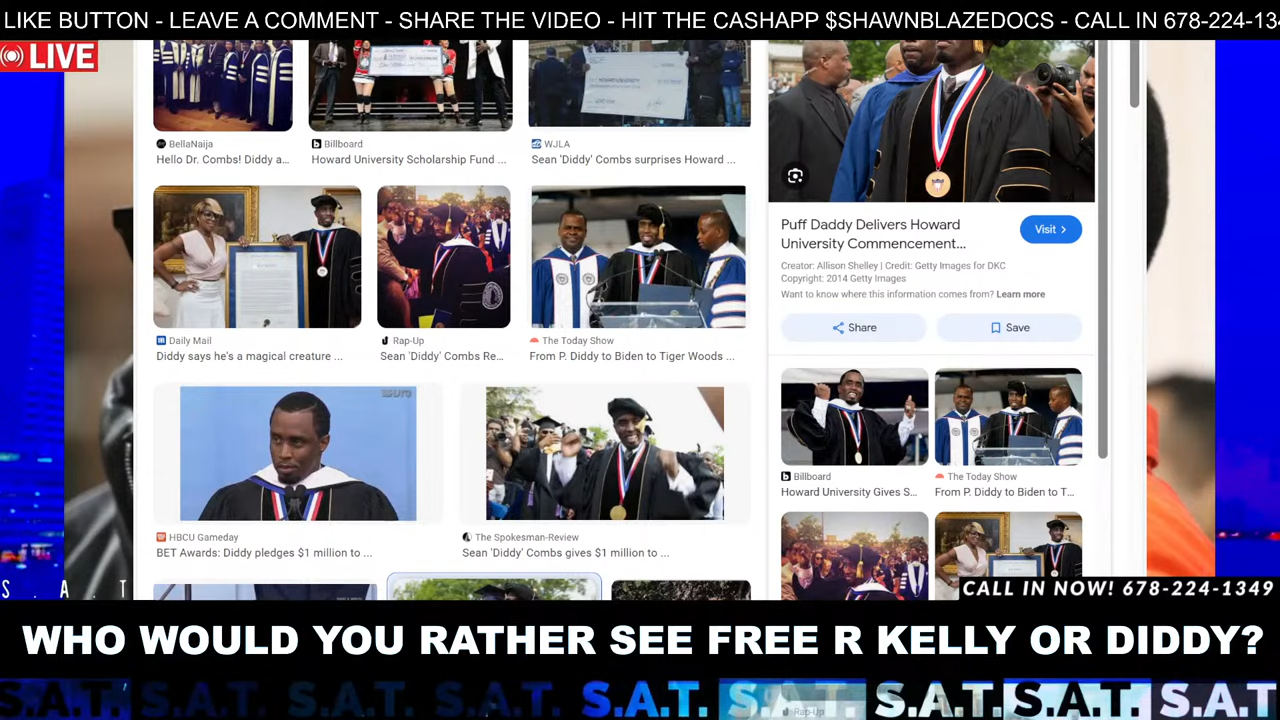 LIKE BUTTON - LEAVE A COMMENT - SHARE THE VIDEO - HIT THE CASHAPP $SHAWNBLAZEDOCS - CALL IN 678-224-13
LIVE
BellaNaija
Hello Dr. Combs! Diddy a...
Billboard
Howard University Scholarship Fund ...
WJLA
Sean 'Diddy' Combs surprises Howard ...
Daily Mail
Diddy says he's a magical creature ...
Rap-Up
Sean 'Diddy' Combs Re...
The Today Show
From P. Diddy to Biden to Tiger Woods ...
HBCU Gameday
BET Awards: Diddy pledges $1 million to ...
The Spokesman-Review
Sean 'Diddy' Combs gives $1 million to ...
Puff Daddy Delivers Howard
University Commencement...
Visit
Creator: Allison Shelley | Credit: Getty Images for DKC
Copyright: 2014 Getty Images
Want to know where this information comes from? Learn more
Share
Save
Billboard
Howard University Gives S...
The Today Show
From P. Diddy to Biden to T...
S . A . T
CALL IN NOW! 678-224-1349
WHO WOULD YOU RATHER SEE FREE R KELLY OR DIDDY?
S.A.T. S.A.T. S.A.T. S.A.T. S.A.T. S.A.T. S.A.T. S.A.T. S.A.T
Rap-Up